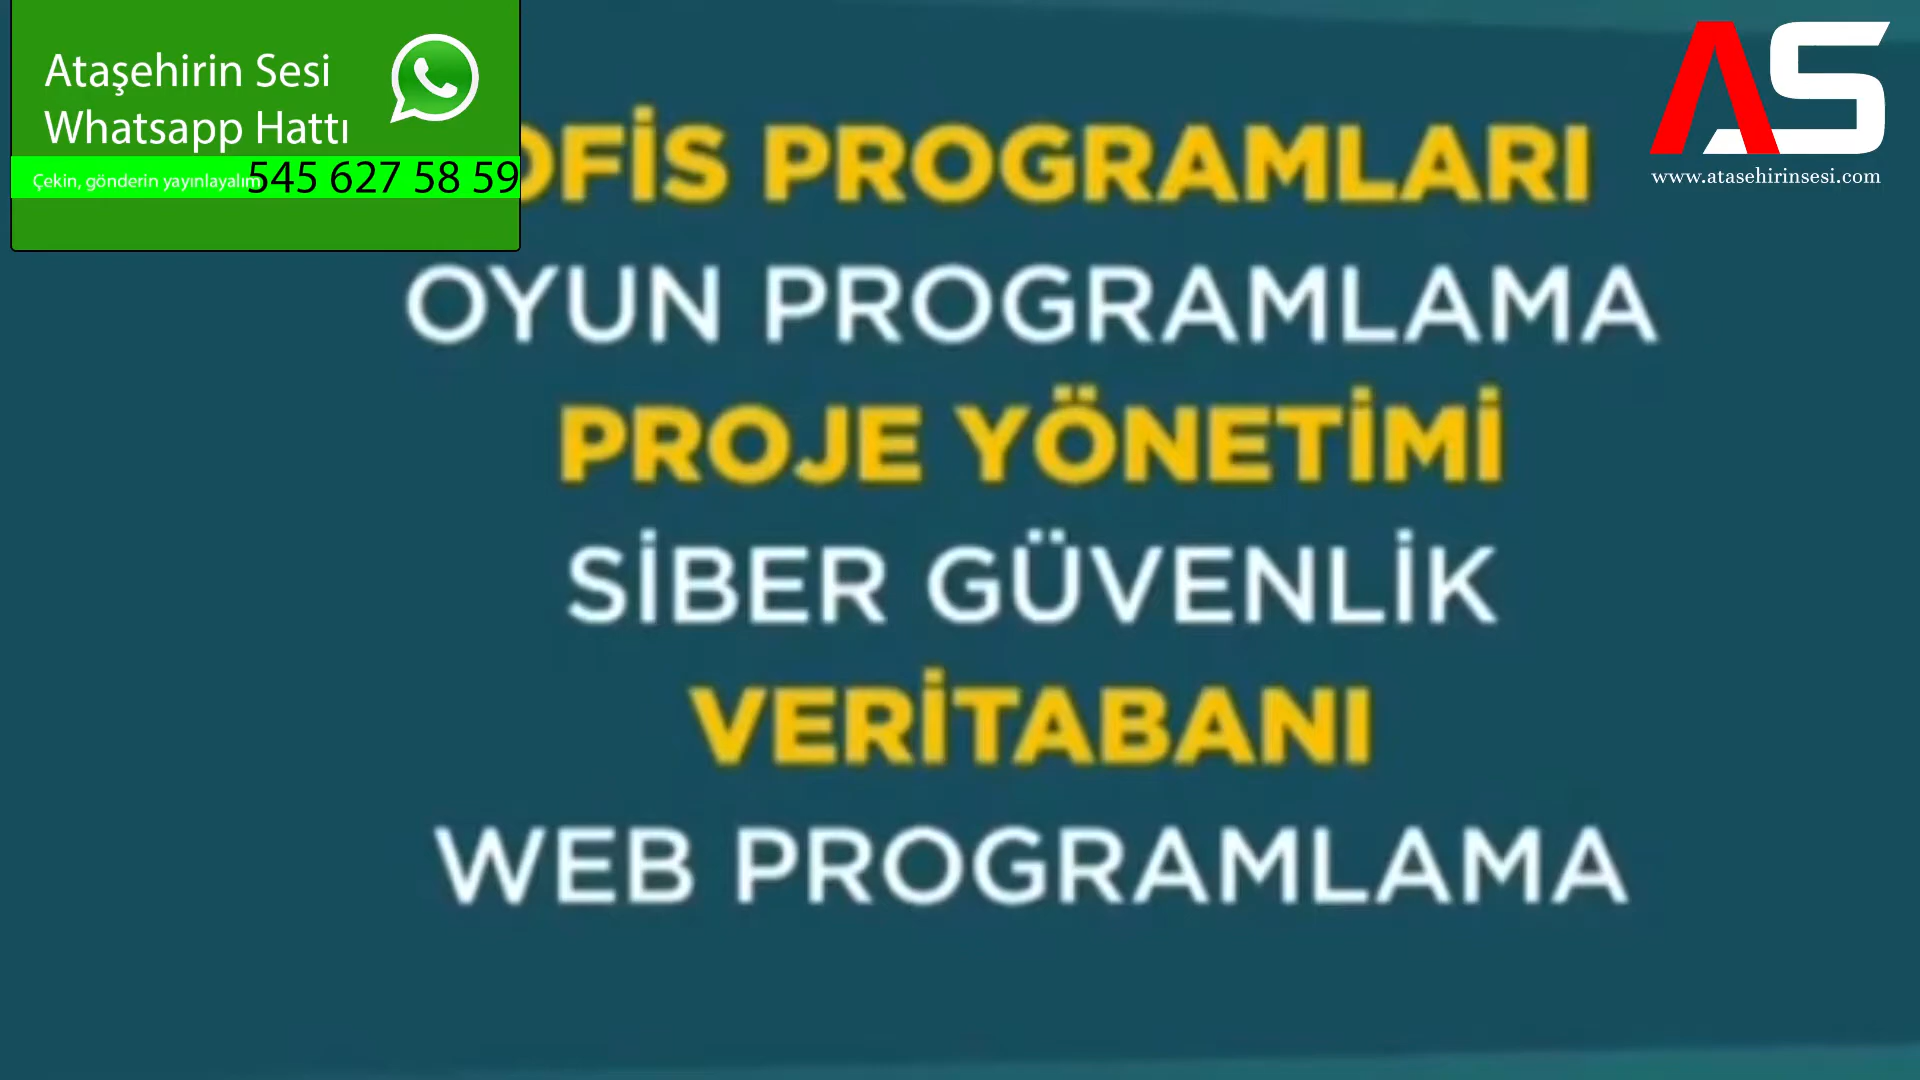 Ataşehirin Sesi
Whatsapp Hattı
Çekin, gönderin yayınlayalım
545 627 58 59
AS
www.atasehirinsesi.com
OFİS PROGRAMLARI
OYUN PROGRAMLAMA
PROJE YÖNETİMİ
SİBER GÜVENLİK
VERİTABANI
WEB PROGRAMLAMA